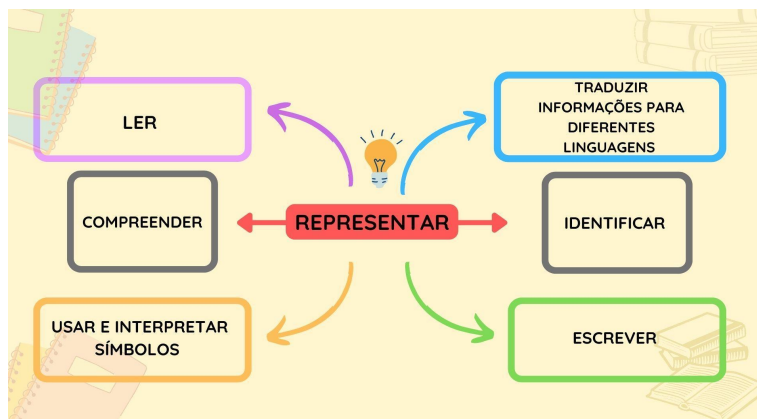 LER
TRADUZIR
INFORMAÇÕES PARA
DIFERENTES
LINGUAGENS
COMPREENDER
REPRESENTAR
IDENTIFICAR
USAR E INTERPRETAR
SÍMBOLOS
ESCREVER